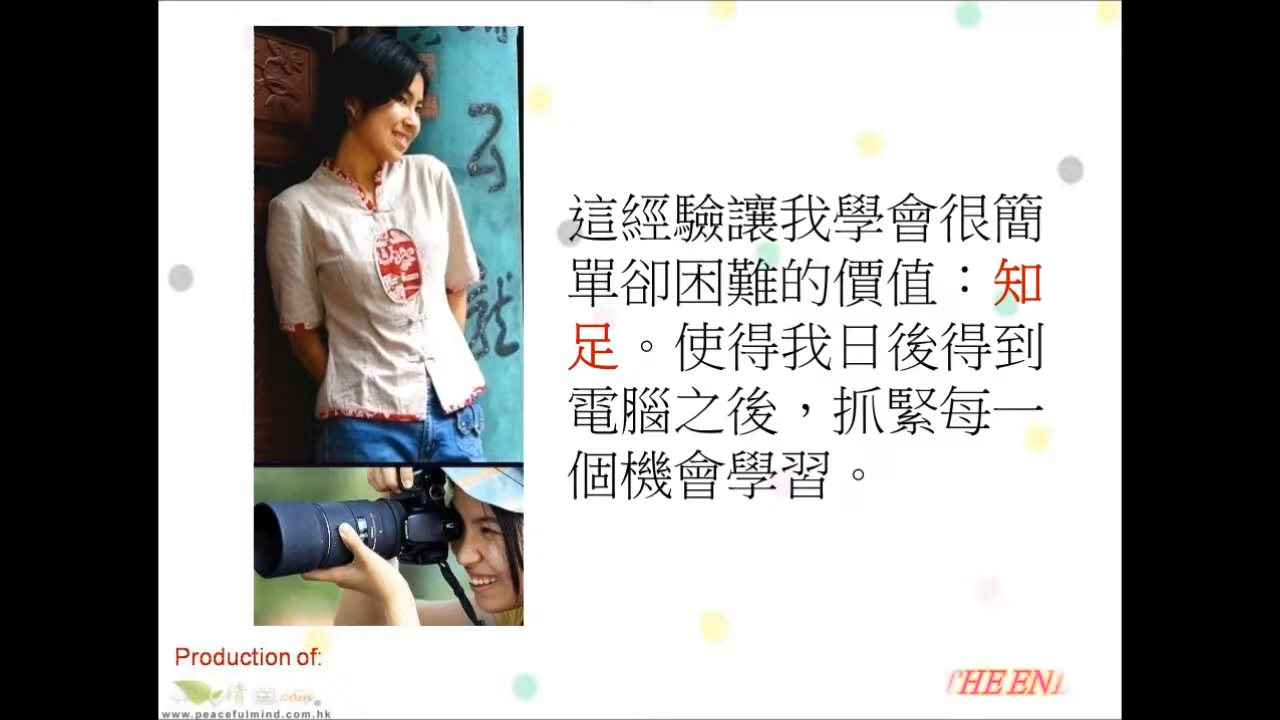 這經驗讓我學會很簡
單卻困難的價值：知
足。使得我日後得到
電腦之後，抓緊每一
個機會學習。
Production of:
www.peacefulmind.com.hk
THE END